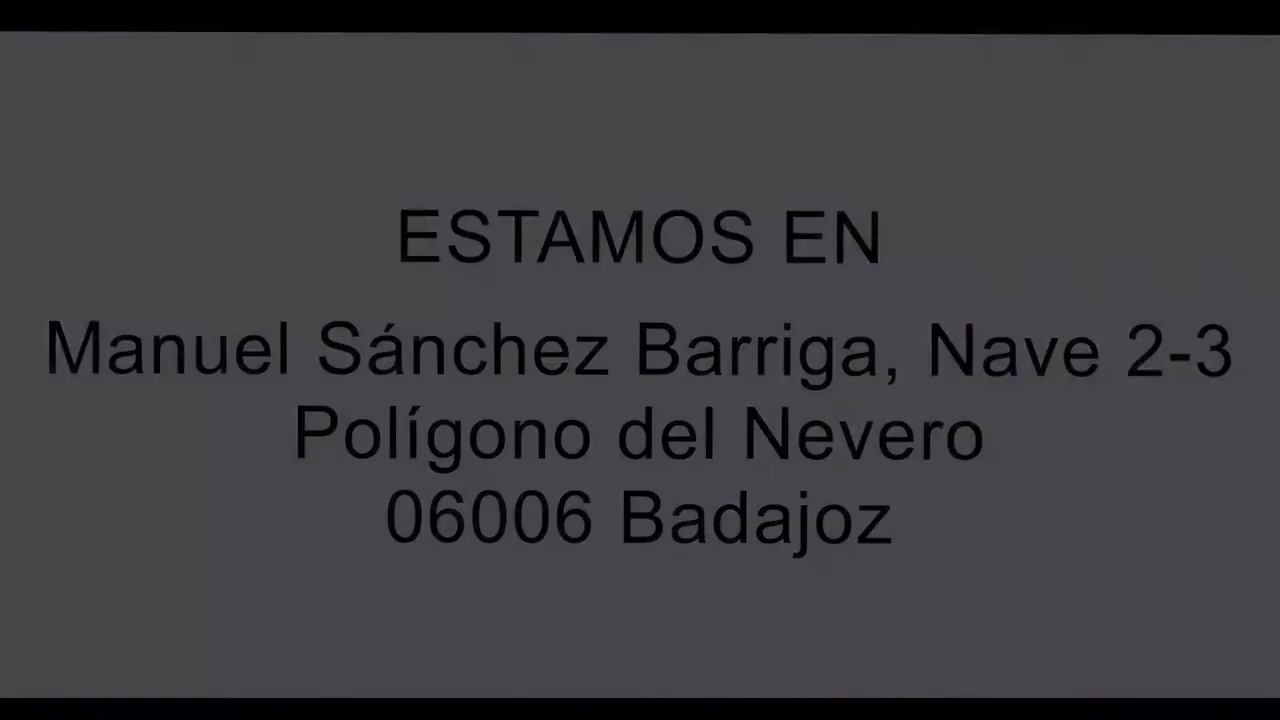 ESTAMOS EN
Manuel Sánchez Barriga, Nave 2-3
Polígono del Nevero
06006 Badajoz